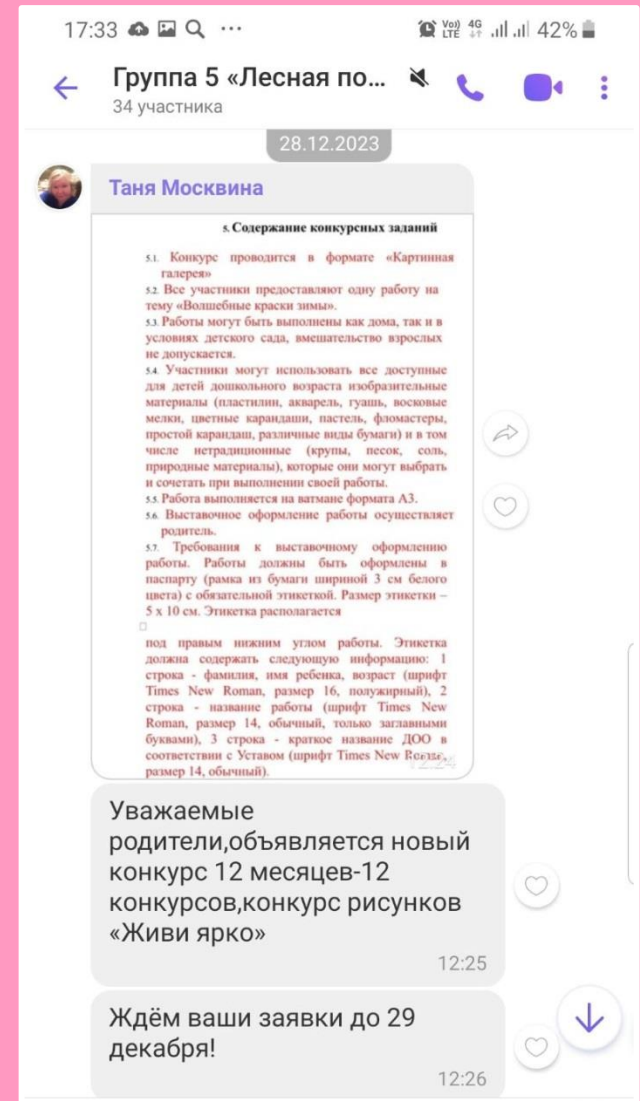 17:33 ... Vo)) LTE 4G 42%
Группа 5 «Лесная по...
34 участника
28.12.2023
Таня Москвина
5. Содержание конкурсных заданий
5.1. Конкурс проводится в формате «Картинная
галерея»
5.2. Все участники предоставляют одну работу на
тему «Волшебные краски зимы».
5.3. Работы могут быть выполнены как дома, так и в
условиях детского сада, вмешательство взрослых
не допускается.
5.4. Участники могут использовать все доступные
для детей дошкольного возраста изобразительные
материалы (пластилин, акварель, гуашь, восковые
мелки, цветные карандаши, пастель, фломастеры,
простой карандаш, различные виды бумаги) и в том
числе нетрадиционные (крупы, песок, соль,
природные материалы), которые они могут выбрать
и сочетать при выполнении своей работы.
5.5. Работа выполняется на ватмане формата А3.
5.6. Выставочное оформление работы осуществляет
родитель.
5.7. Требования к выставочному оформлению
работы. Работы должны быть оформлены в
паспарту (рамка из бумаги шириной 3 см белого
цвета) с обязательной этикеткой. Размер этикетки –
5 х 10 см. Этикетка располагается
под правым нижним углом работы. Этикетка
должна содержать следующую информацию: 1
строка - фамилия, имя ребенка, возраст (шрифт
Times New Roman, размер 16, полужирный), 2
строка - название работы (шрифт Times New
Roman, размер 14, обычный, только заглавными
буквами), 3 строка - краткое название ДОО в
соответствии с Уставом (шрифт Times New Roman,
размер 14, обычный).
12:24
Уважаемые
родители,объявляется новый
конкурс 12 месяцев-12
конкурсов,конкурс рисунков
«Живи ярко»
12:25
Ждём ваши заявки до 29
декабря!
12:26